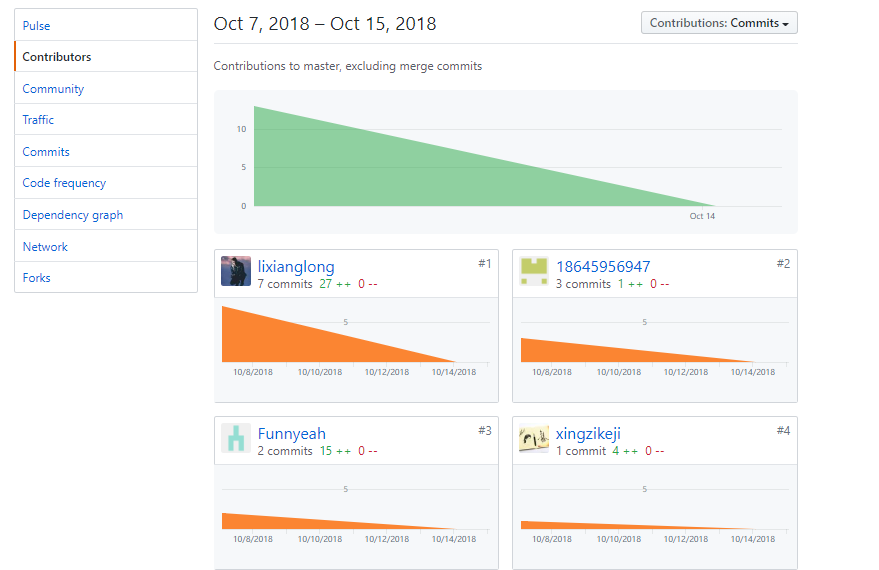 Pulse
Contributors
Community
Traffic
Commits
Code frequency
Dependency graph
Network
Forks
Oct 7, 2018 – Oct 15, 2018
Contributions: Commits
Contributions to master, excluding merge commits
10
5
0
Oct 14
lixianglong
#1
7 commits 27 ++ 0 --
5
10/8/2018 10/10/2018 10/12/2018 10/14/2018
18645956947
#2
3 commits 1 ++ 0 --
5
10/8/2018 10/10/2018 10/12/2018 10/14/2018
Funnyeah
#3
2 commits 15 ++ 0 --
5
10/8/2018 10/10/2018 10/12/2018 10/14/2018
xingzikeji
#4
1 commit 4 ++ 0 --
5
10/8/2018 10/10/2018 10/12/2018 10/14/2018